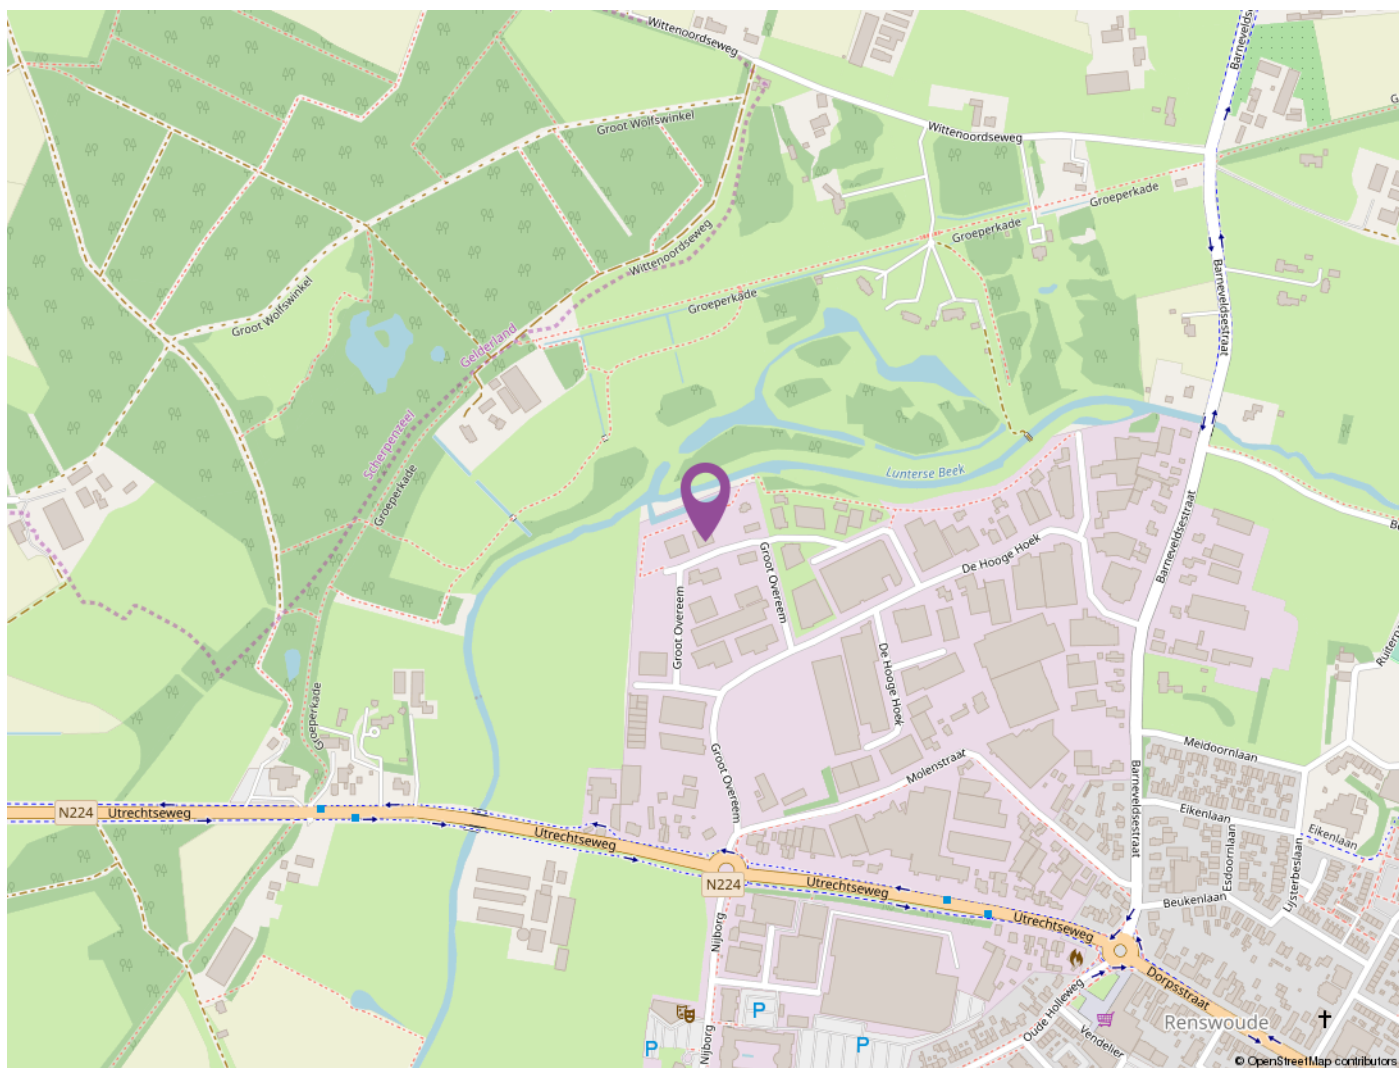 Wittenoordseweg
Barneveldsestraat
Groot Wolfswinkel
Wittenoordseweg
Groeperkade
Groeperkade
Wittenoordseweg
Groot Wolfswinkel
Barneveldsestraat
Groeperkade
Gelderland
Scherpenzeel
Groeperkade
Lunterse Beek
Barneveldsestraat
De Hooge Hoek
Groot Overeem
Groot Overeem
De Hooge Hoek
Groeperkade
Groot Overeem
Meidoornlaan
Molenstraat
Barneveldsestraat
N224
Utrechtseweg
Utrechtseweg
Eikenlaan
Eikenlaan
Esdoornlaan
Lijsterbeslaan
N224
Utrechtseweg
Beukenlaan
Utrechtseweg
Nijborg
Dorpsstraat
Oude Holleweg
P
Renswoude
Nijborg
P
P
Vendelier
© OpenStreetMap contributors